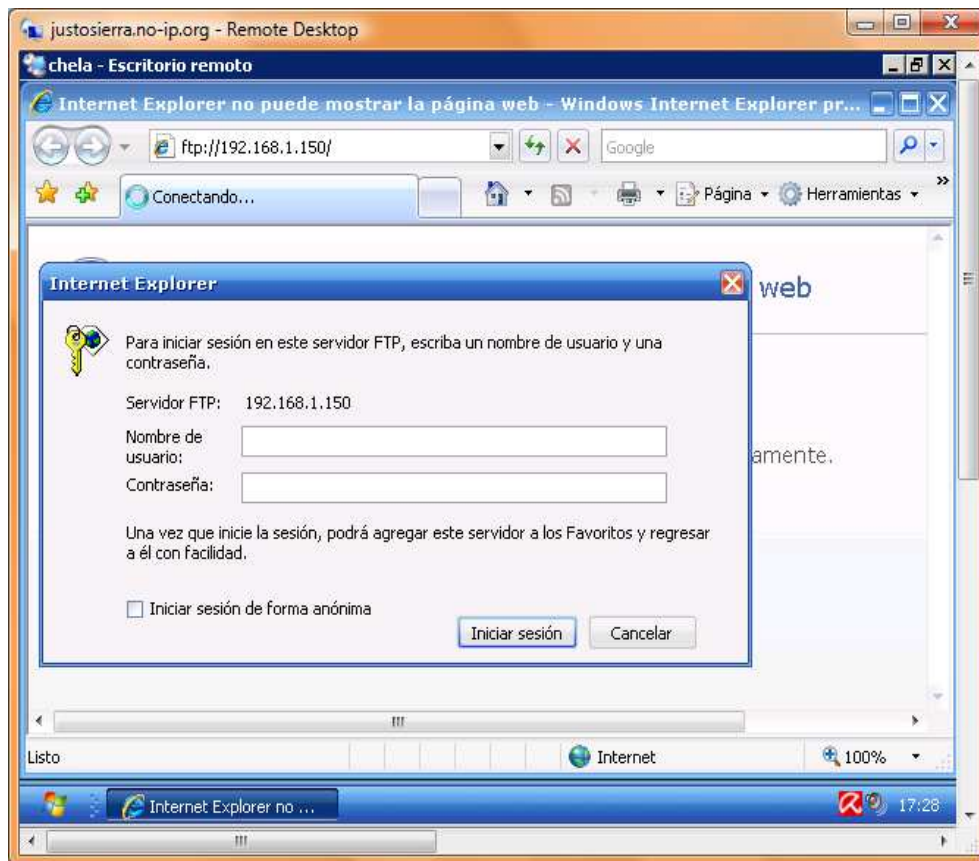 justosierra.no-ip.org - Remote Desktop
chela - Escritorio remoto
Internet Explorer no puede mostrar la página web - Windows Internet Explorer pr...
ftp://192.168.1.150/
Google
Conectando...
Página
Herramientas
»
web
Internet Explorer
Para iniciar sesión en este servidor FTP, escriba un nombre de usuario y una
contraseña.
Servidor FTP: 192.168.1.150
Nombre de
usuario:
amente.
Contraseña:
Una vez que inicie la sesión, podrá agregar este servidor a los Favoritos y regresar
a él con facilidad.
Iniciar sesión de forma anónima
Iniciar sesión
Cancelar
Listo
Internet
100%
Internet Explorer no ...
17:28